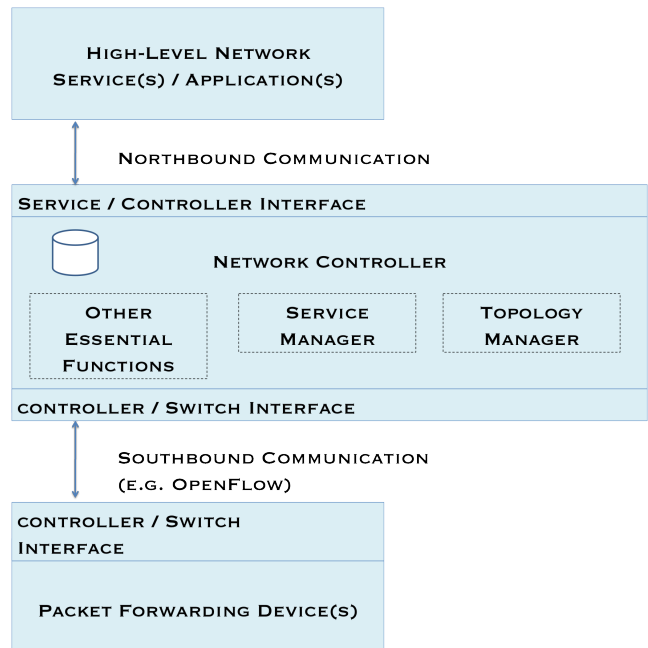 High-Level Network
Service(s) / Application(s)
Northbound Communication
Service / Controller Interface
Network Controller
Other
Essential
Functions
Service
Manager
Topology
Manager
controller / Switch Interface
Southbound Communication
(e.g. OpenFlow)
controller / Switch
Interface
Packet Forwarding Device(s)